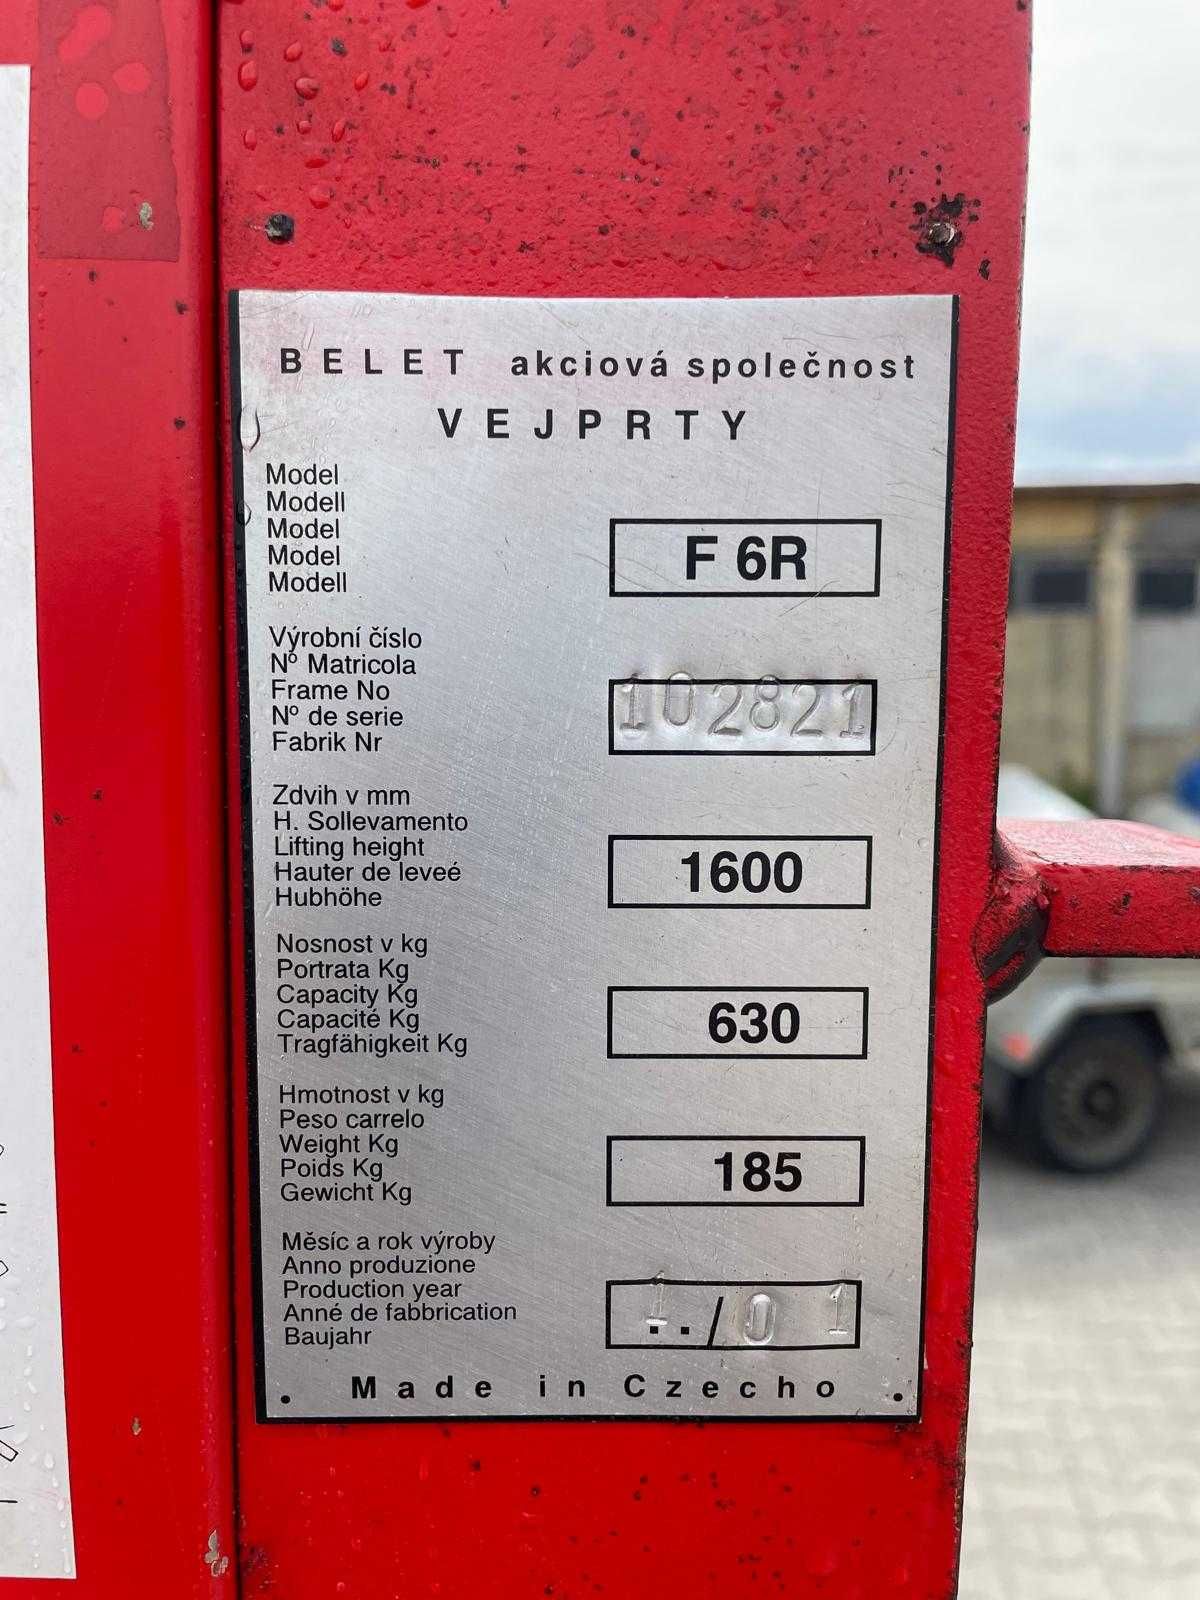 BELET akciová společnost
VEJPRTY
Model
Modell
Model
Model
Modell
F 6R
Výrobní číslo
Nº Matricola
Frame No
Nº de serie
Fabrik Nr
102821
Zdvih v mm
H. Sollevamento
Lifting height
Hauter de leveé
Hubhöhe
1600
Nosnost v kg
Portrata Kg
Capacity Kg
Capacité Kg
Tragfähigkeit Kg
630
Hmotnost v kg
Peso carrelo
Weight Kg
Poids Kg
Gewicht Kg
185
Měsíc a rok výroby
Anno produzione
Production year
Anné de fabbrication
Baujahr
1../01
Made in Czecho